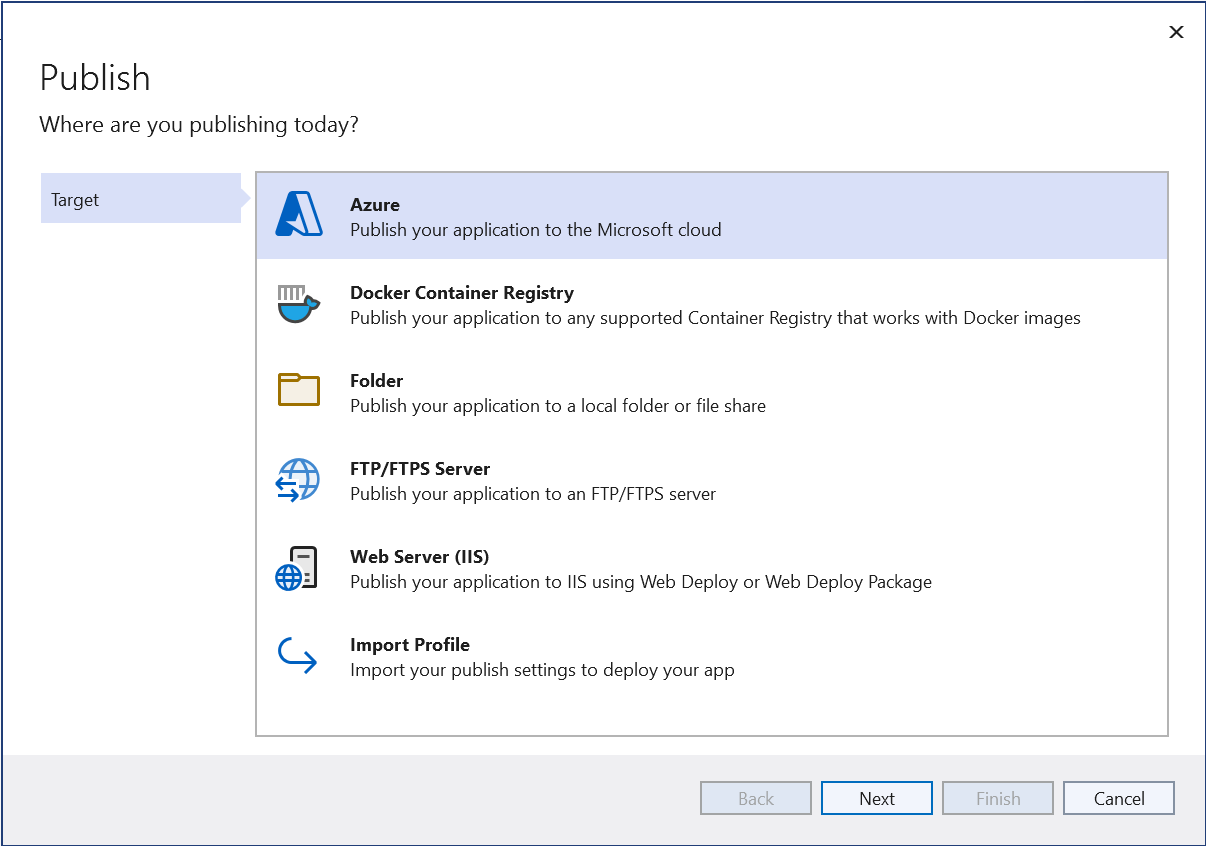 Publish
Where are you publishing today?
Target
Azure
Publish your application to the Microsoft cloud
Docker Container Registry
Publish your application to any supported Container Registry that works with Docker images
Folder
Publish your application to a local folder or file share
FTP/FTPS Server
Publish your application to an FTP/FTPS server
Web Server (IIS)
Publish your application to IIS using Web Deploy or Web Deploy Package
Import Profile
Import your publish settings to deploy your app
Back
Next
Finish
Cancel